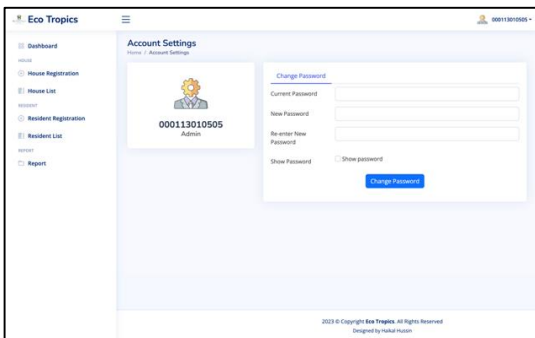 Eco Tropics
000113010505
Dashboard
HOUSE
House Registration
House List
RESIDENT
Resident Registration
Resident List
REPORT
Report
Account Settings
Home / Account Settings
000113010505
Admin
Change Password
Current Password
New Password
Re-enter New
Password
Show Password
Show password
Change Password
2023 © Copyright Eco Tropics. All Rights Reserved
Designed by Haikal Husin